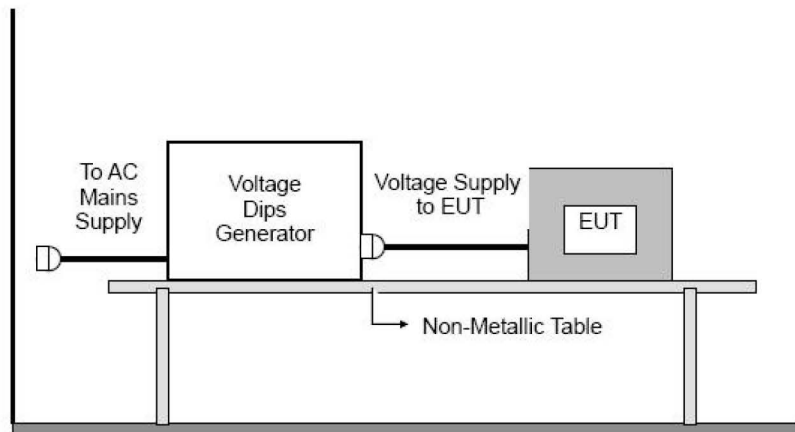 To AC
Mains
Supply
Voltage
Dips
Generator
Voltage Supply
to EUT
EUT
Non-Metallic Table